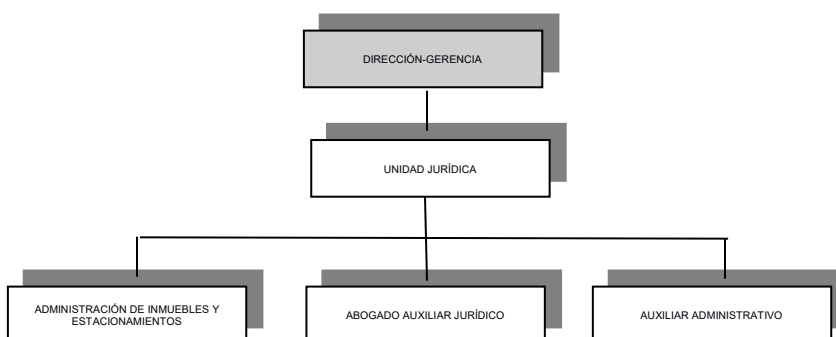 DIRECCIÓN-GERENCIA
UNIDAD JURÍDICA
ADMINISTRACIÓN DE INMUEBLES Y
ESTACIONAMIENTOS
ABOGADO AUXILIAR JURÍDICO
AUXILIAR ADMINISTRATIVO